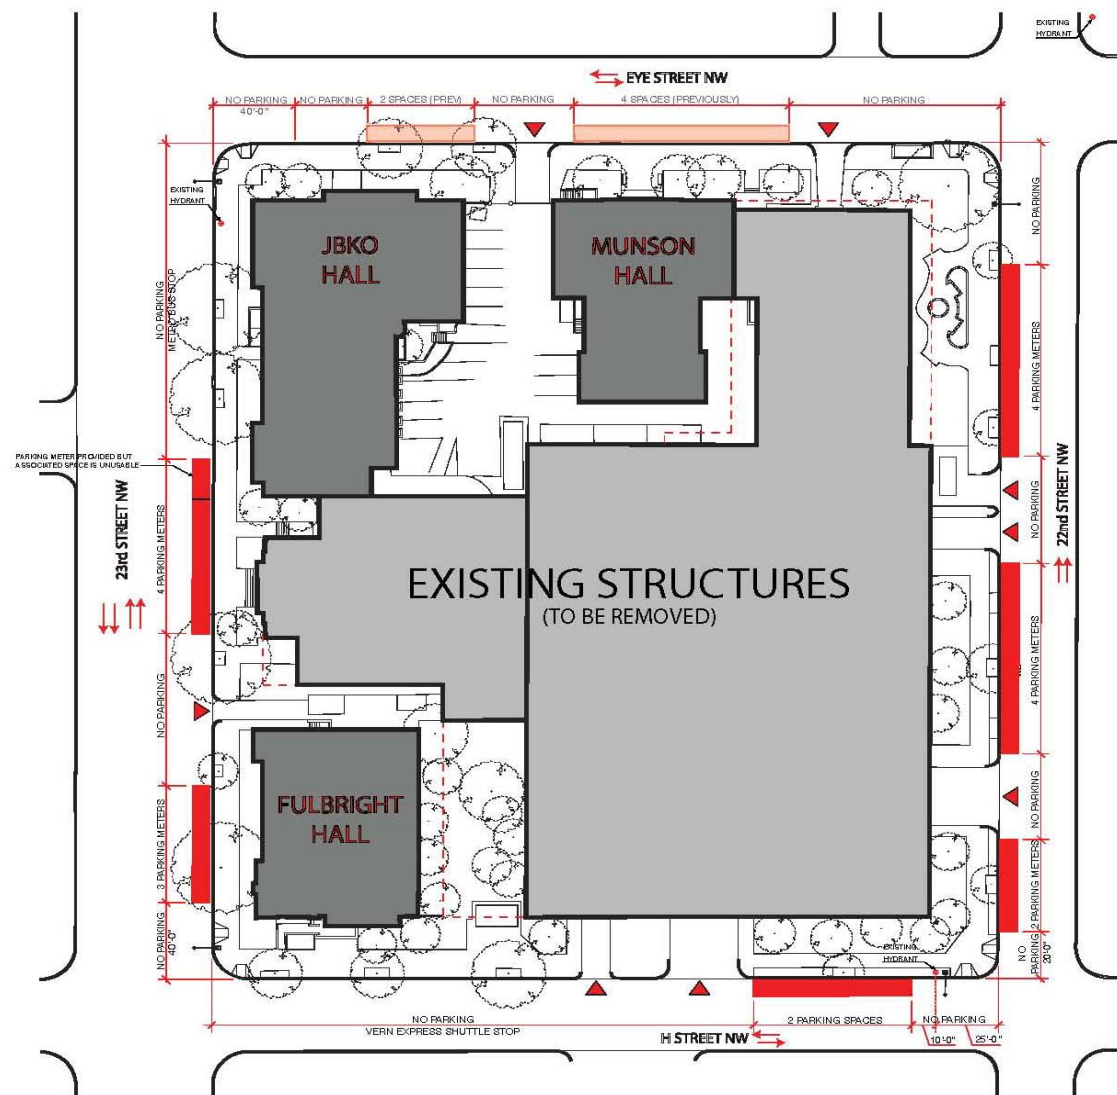 EXISTING
HYDRANT
EYE STREET NW
NO PARKING
40'-0"
NO PARKING
2 SPACES (PREV)
NO PARKING
4 SPACES (PREVIOUSLY)
NO PARKING
EXISTING
HYDRANT
JBKO
HALL
MUNSON
HALL
NO PARKING
METRO BUS STOP
NO PARKING
4 PARKING METERS
PARKING METER PROVIDED BUT
ASSOCIATED SPACE IS UNUSABLE
23rd STREET NW
4 PARKING METERS
NO PARKING
22nd STREET NW
EXISTING STRUCTURES
(TO BE REMOVED)
4 PARKING METERS
NO PARKING
FULBRIGHT
HALL
3 PARKING METERS
NO PARKING
2 PARKING METERS
NO PARKING
40'-0"
NO
PARKING
20'-0"
EXISTING
HYDRANT
NO PARKING
VERN EXPRESS SHUTTLE STOP
2 PARKING SPACES
NO PARKING
H STREET NW
10'-0"
25'-0"